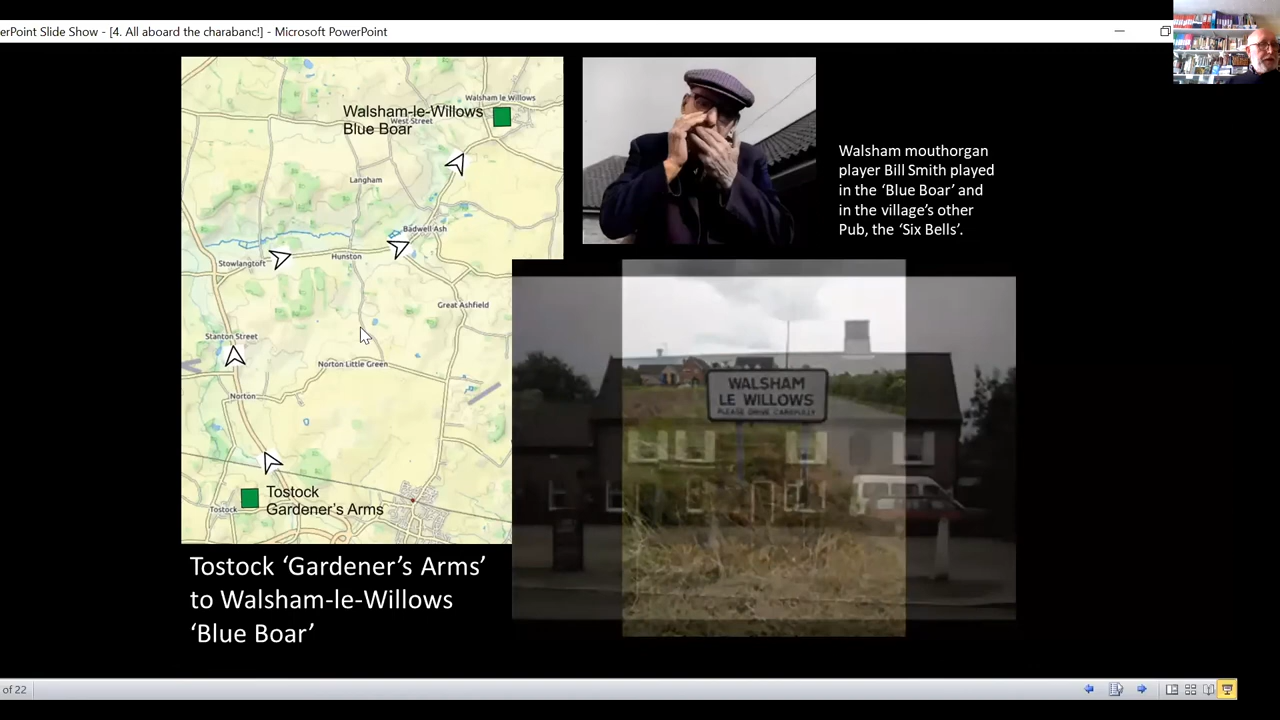 erPoint Slide Show - [4. All aboard the charabanc!] - Microsoft PowerPoint
Walsham le Willows
Walsham-le-Willows
West Street
Blue Boar
Langham
Badwell Ash
Hunston
Stowlangtoft
Great Ashfield
Stanton Street
Norton Little Green
Norton
Tostock
Gardener's Arms
Tostock
Walsham mouthorgan
player Bill Smith played
in the ‘Blue Boar’ and
in the village’s other
Pub, the ‘Six Bells’.
WALSHAM
LE WILLOWS
PLEASE DRIVE CAREFULLY
Tostock ‘Gardener’s Arms’
to Walsham-le-Willows
‘Blue Boar’
of 22